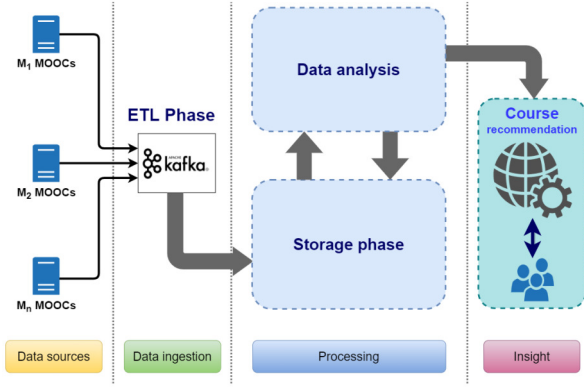 M1 MOOCs
M2 MOOCs
Mn MOOCs
ETL Phase
APACHE
kafka®
Data analysis
Storage phase
Course
recommendation
Data sources
Data ingestion
Processing
Insight